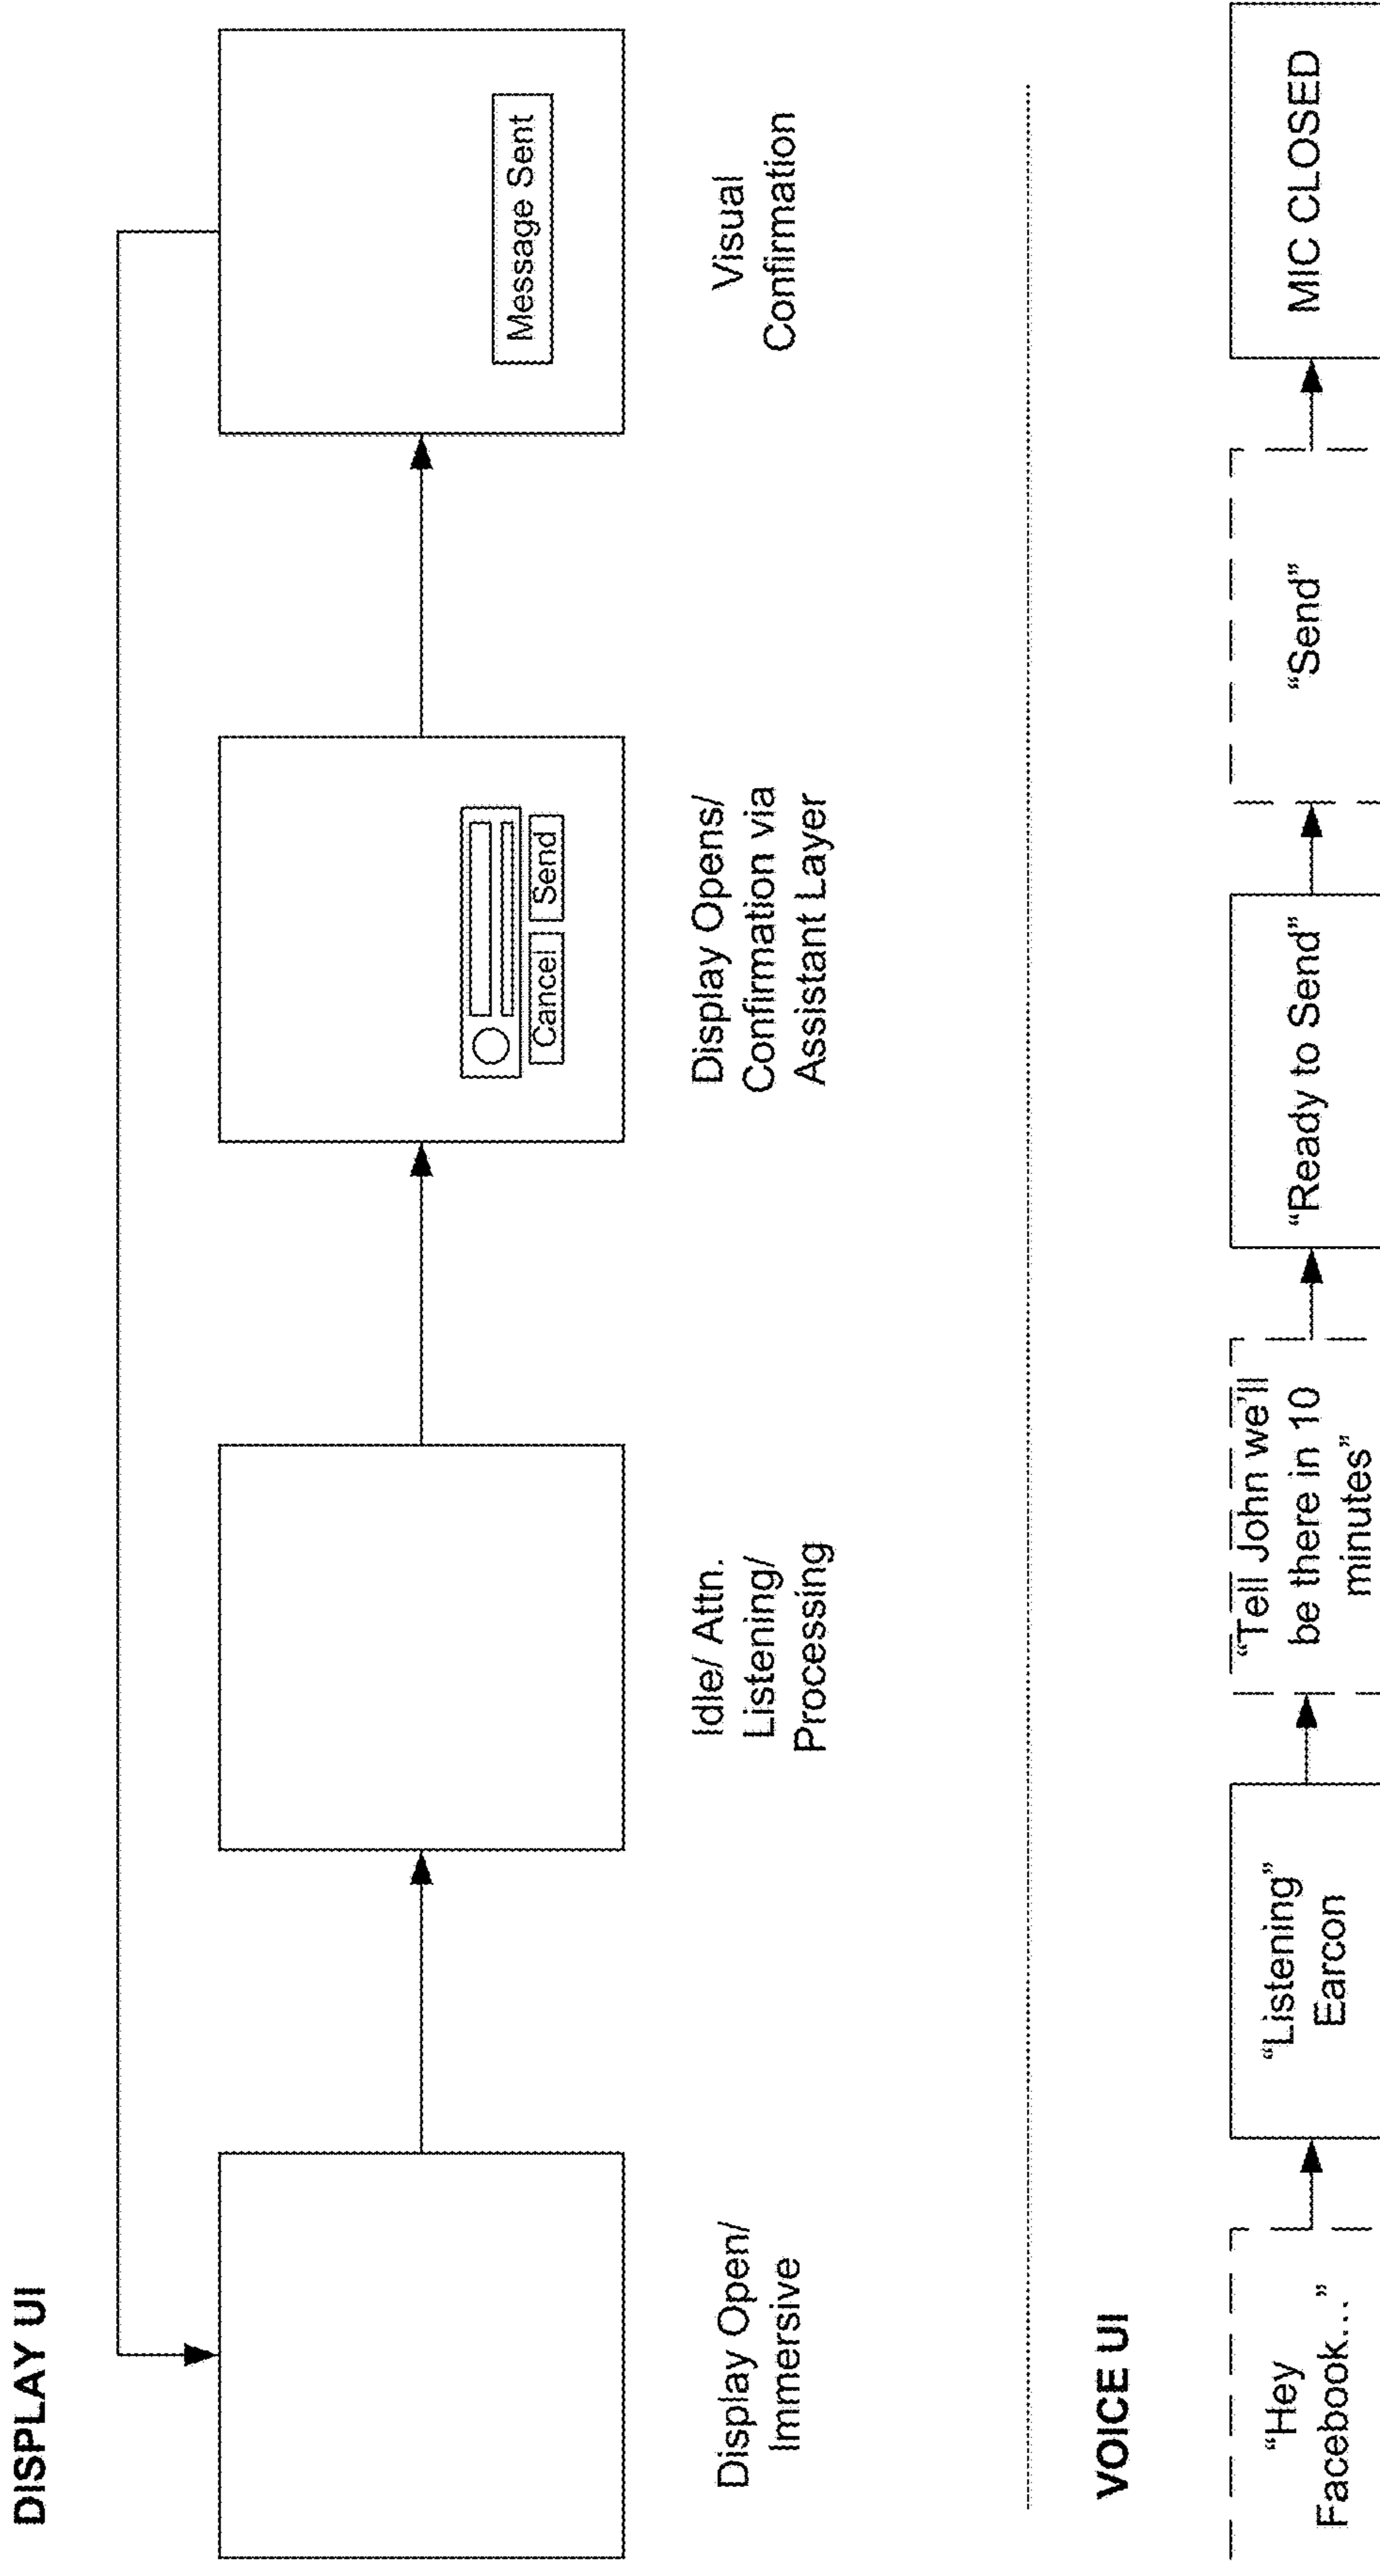 DISPLAY UI
Cancel
Send
Message Sent
Display Open/
Immersive
Idle/ Attn.
Listening/
Processing
Display Opens/
Confirmation via
Assistant Layer
Visual
Confirmation
VOICE UI
“Hey
Facebook...”
“Listening”
Earcon
“Tell John we’ll
be there in 10
minutes”
“Ready to Send”
“Send”
MIC CLOSED